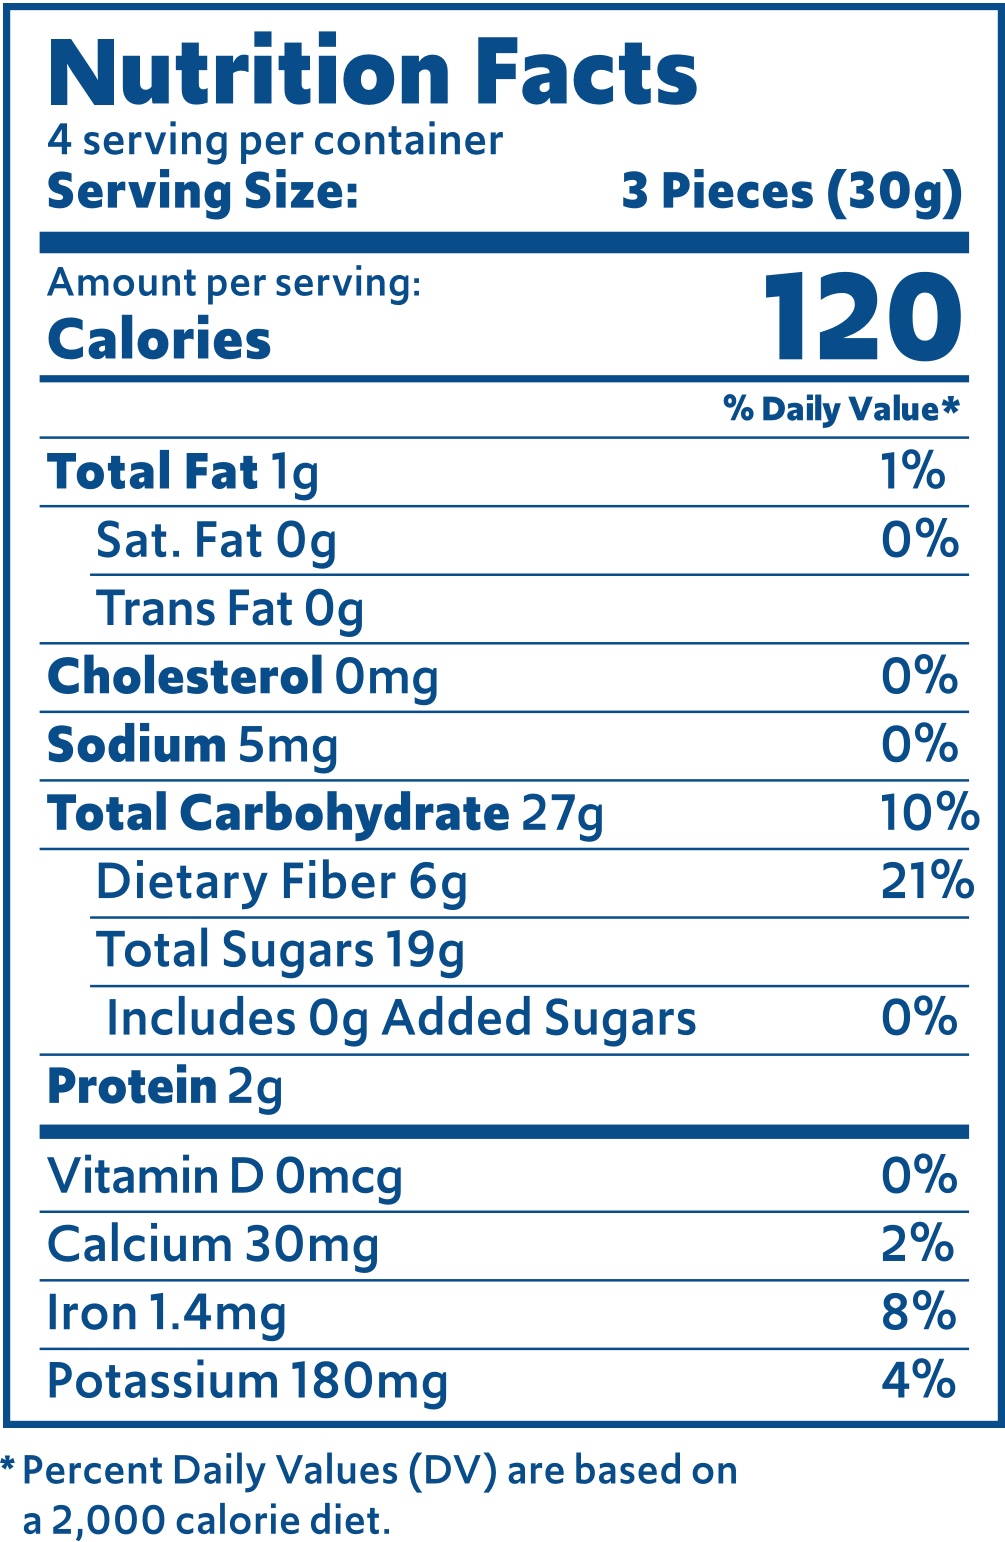 Nutrition Facts
4 serving per container
Serving Size: 3 Pieces (30g)
Amount per serving:
Calories 120
% Daily Value*
Total Fat 1g 1%
Sat. Fat 0g 0%
Trans Fat 0g
Cholesterol 0mg 0%
Sodium 5mg 0%
Total Carbohydrate 27g 10%
Dietary Fiber 6g 21%
Total Sugars 19g
Includes 0g Added Sugars 0%
Protein 2g
Vitamin D 0mcg 0%
Calcium 30mg 2%
Iron 1.4mg 8%
Potassium 180mg 4%
* Percent Daily Values (DV) are based on
a 2,000 calorie diet.